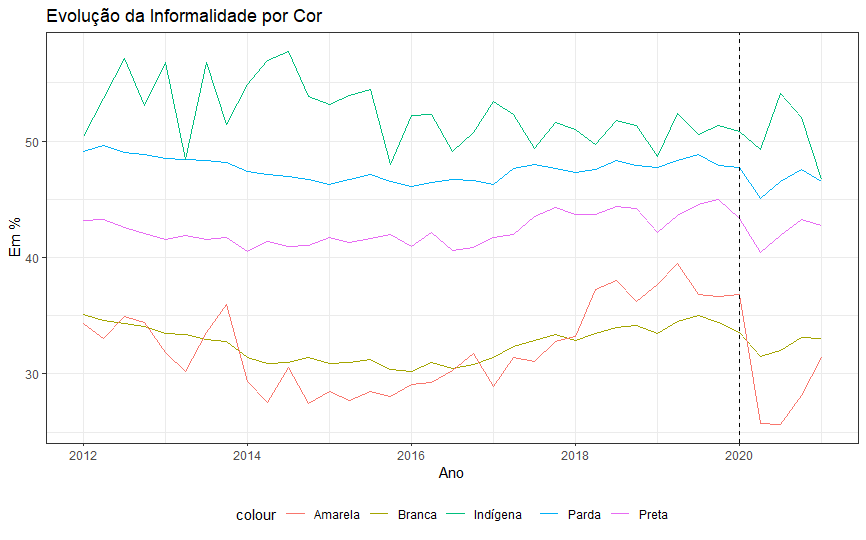 Evolução da Informalidade por Cor
Em %
50
40
30
2012 2014 2016 2018 2020
Ano
colour Amarela Branca Indígena Parda Preta